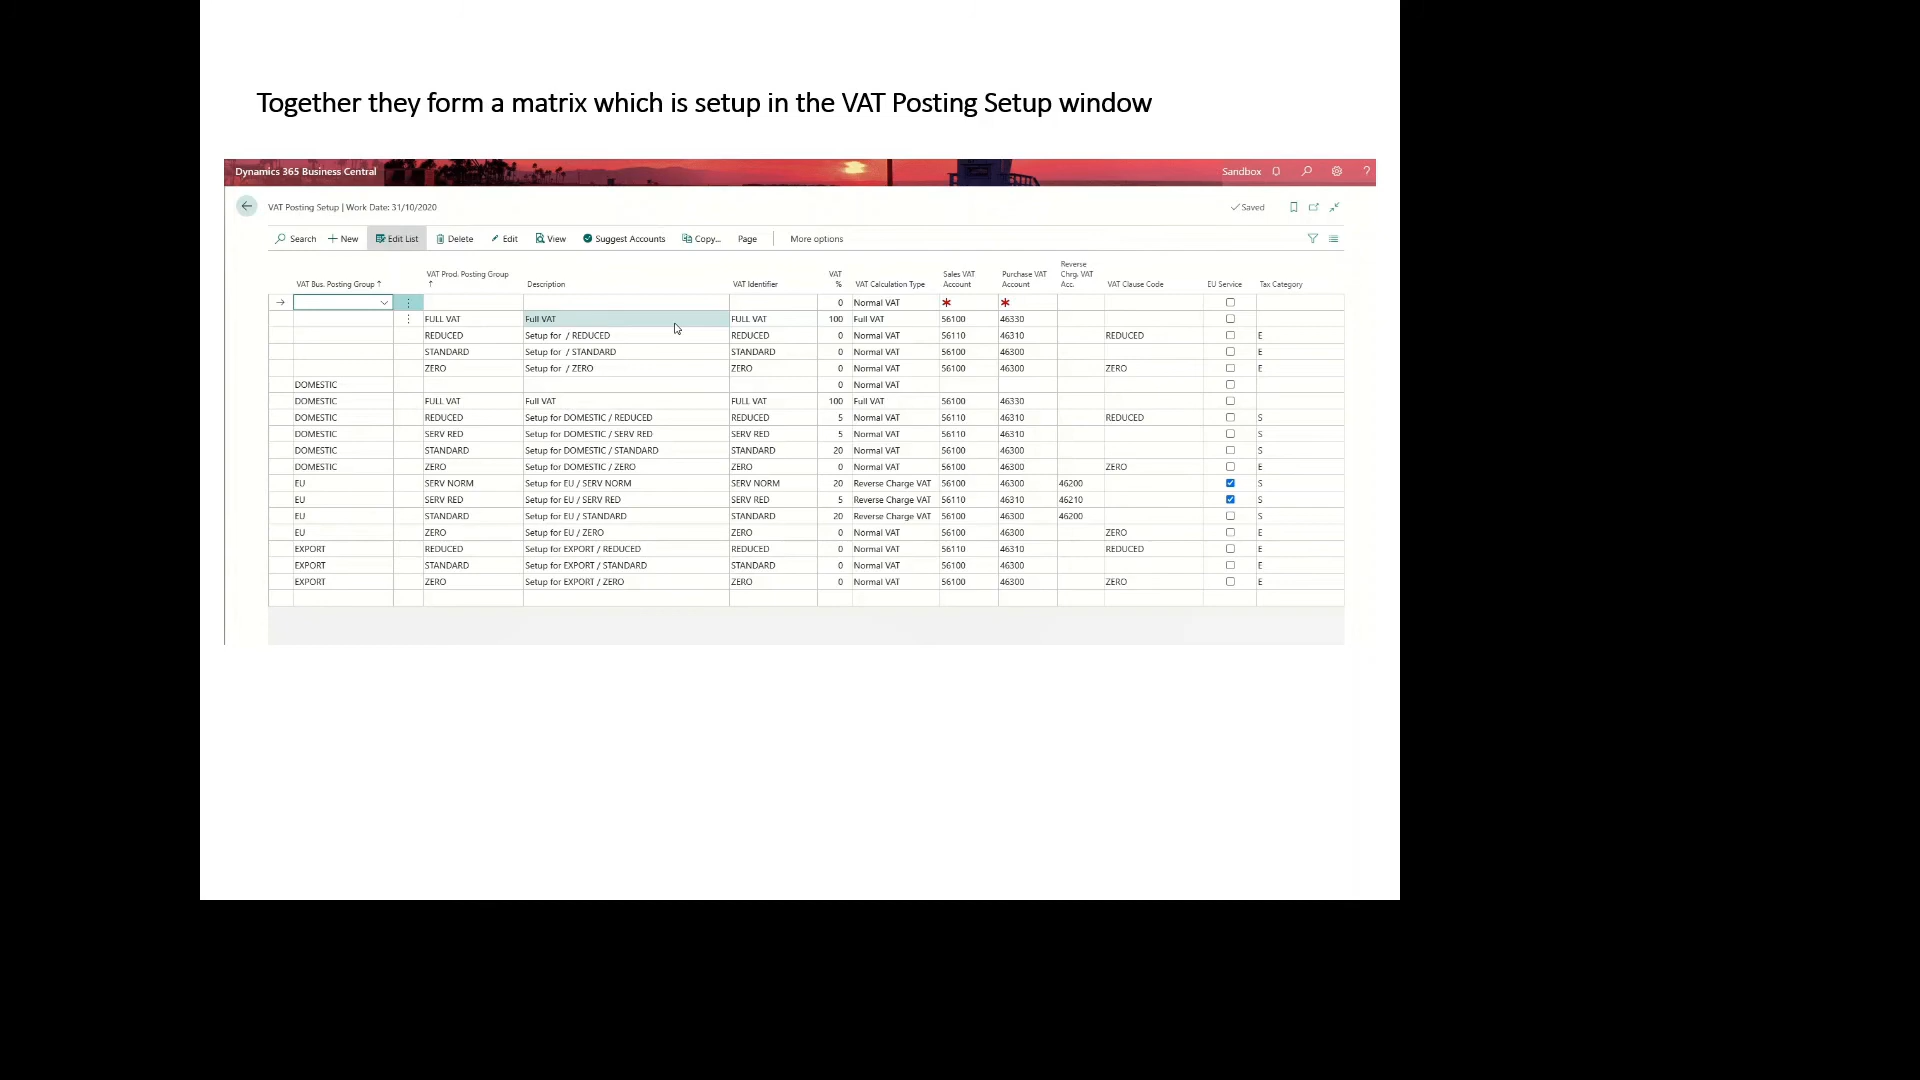 Together they form a matrix which is setup in the VAT Posting Setup window
Dynamics 365 Business Central Sandbox ?
VAT Posting Setup | Work Date: 31/10/2020 Saved
Search New Edit List Delete Edit View Suggest Accounts Copy... Page More options
VAT Bus. Posting Group ↑ VAT Prod. Posting Group ↑ Description VAT Identifier VAT % VAT Calculation Type Sales VAT Account Purchase VAT Account Reverse Chrg. VAT Acc. VAT Clause Code EU Service Tax Category
0 Normal VAT * *
FULL VAT Full VAT FULL VAT 100 Full VAT 56100 46330
REDUCED Setup for / REDUCED REDUCED 0 Normal VAT 56110 46310 REDUCED E
STANDARD Setup for / STANDARD STANDARD 0 Normal VAT 56100 46300 E
ZERO Setup for / ZERO ZERO 0 Normal VAT 56100 46300 ZERO E
DOMESTIC 0 Normal VAT
DOMESTIC FULL VAT Full VAT FULL VAT 100 Full VAT 56100 46330
DOMESTIC REDUCED Setup for DOMESTIC / REDUCED REDUCED 5 Normal VAT 56110 46310 REDUCED S
DOMESTIC SERV RED Setup for DOMESTIC / SERV RED SERV RED 5 Normal VAT 56110 46310 S
DOMESTIC STANDARD Setup for DOMESTIC / STANDARD STANDARD 20 Normal VAT 56100 46300 S
DOMESTIC ZERO Setup for DOMESTIC / ZERO ZERO 0 Normal VAT 56100 46300 ZERO E
EU SERV NORM Setup for EU / SERV NORM SERV NORM 20 Reverse Charge VAT 56100 46300 46200 S
EU SERV RED Setup for EU / SERV RED SERV RED 5 Reverse Charge VAT 56110 46310 46210 S
EU STANDARD Setup for EU / STANDARD STANDARD 20 Reverse Charge VAT 56100 46300 46200 S
EU ZERO Setup for EU / ZERO ZERO 0 Normal VAT 56100 46300 ZERO E
EXPORT REDUCED Setup for EXPORT / REDUCED REDUCED 0 Normal VAT 56110 46310 REDUCED E
EXPORT STANDARD Setup for EXPORT / STANDARD STANDARD 0 Normal VAT 56100 46300 E
EXPORT ZERO Setup for EXPORT / ZERO ZERO 0 Normal VAT 56100 46300 ZERO E